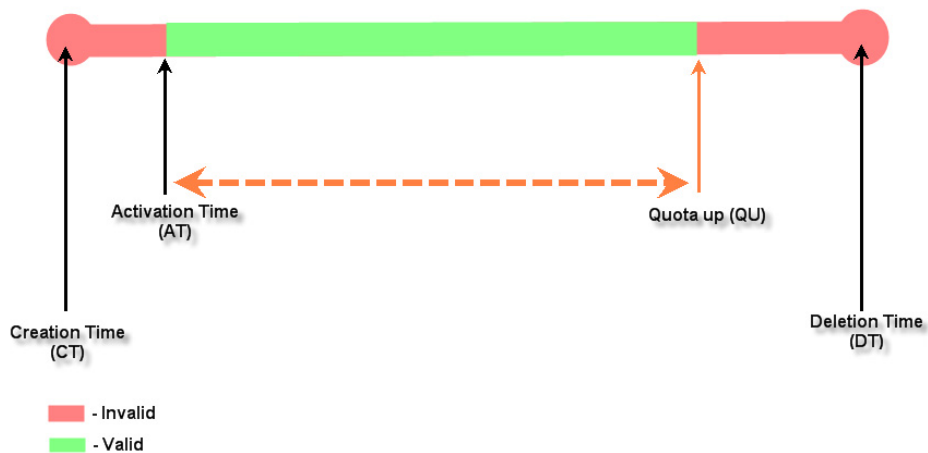 Activation Time
(AT)
Quota up (QU)
Creation Time
(CT)
Deletion Time
(DT)
- Invalid
- Valid